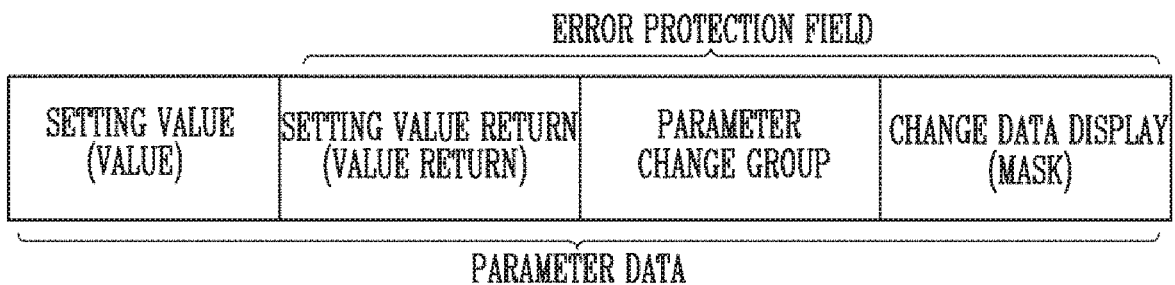 ERROR PROTECTION FIELD
SETTING VALUE
(VALUE)
SETTING VALUE RETURN
(VALUE RETURN)
PARAMETER
CHANGE GROUP
CHANGE DATA DISPLAY
(MASK)
PARAMETER DATA